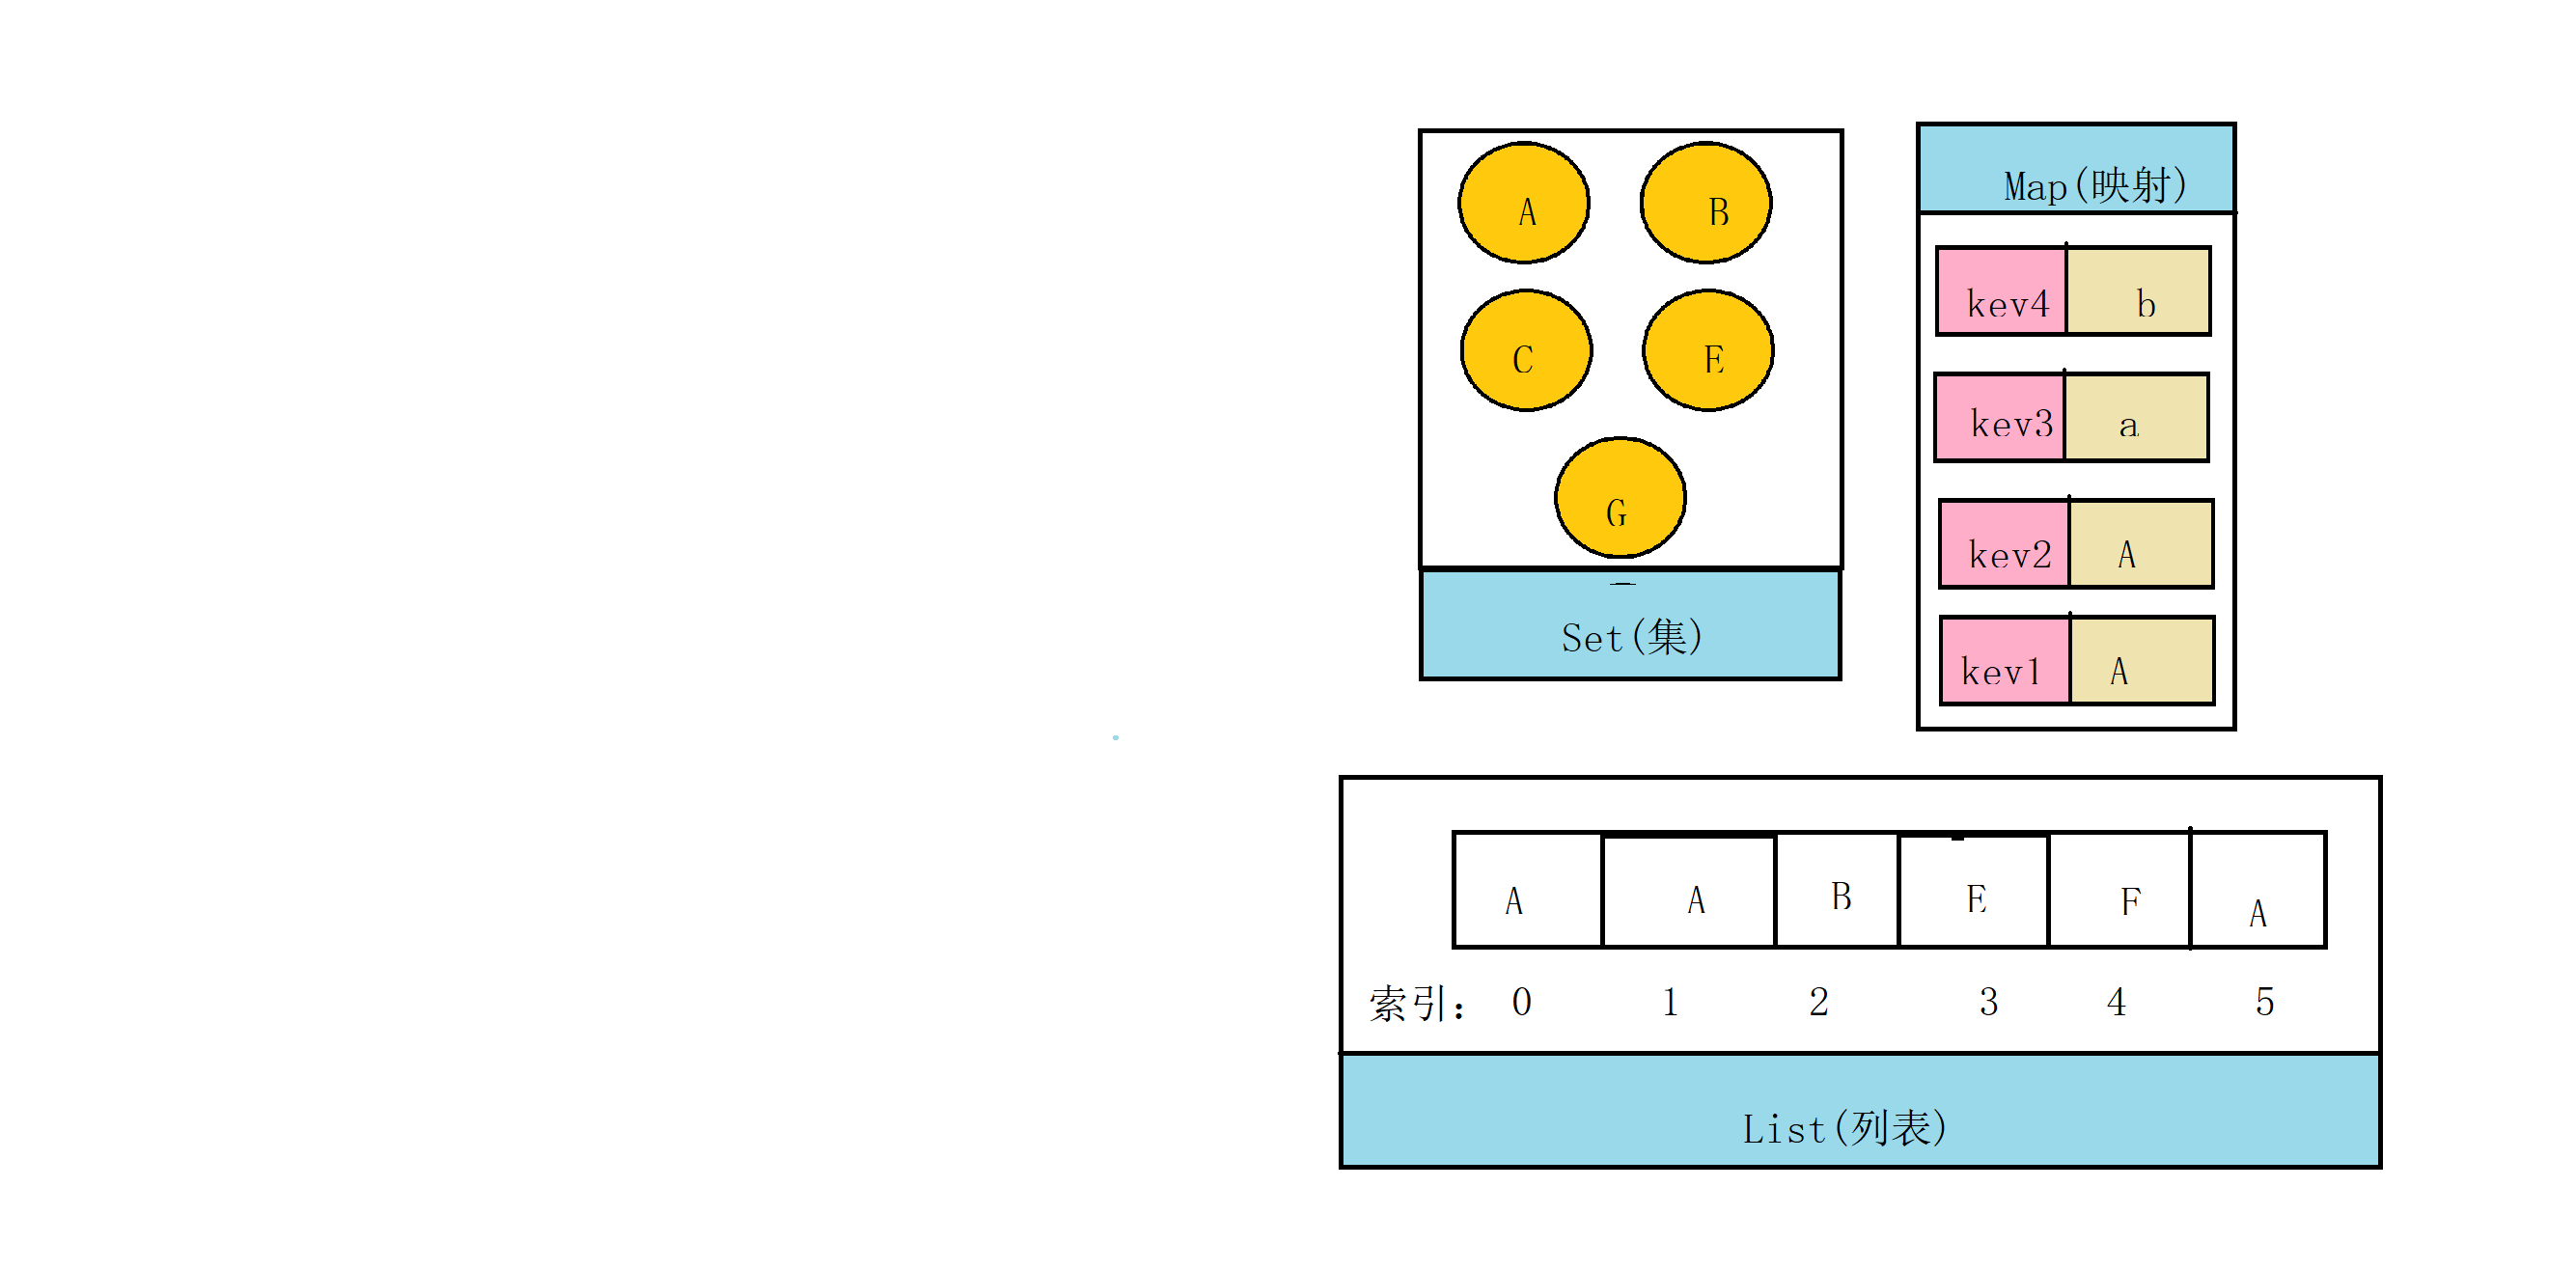 A B
C E
G
Set(集)
Map(映射)
kev4 b
kev3 a
kev2 A
kev1 A
A A B E F A
索引: 0 1 2 3 4 5
List(列表)